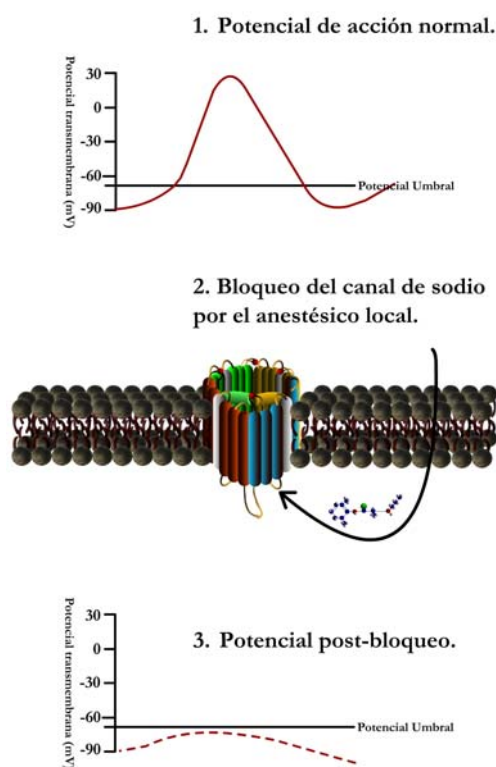 1. Potencial de acción normal.
Potencial transmembrana (mV)
30
0
-30
-60
-90
Potencial Umbral
2. Bloqueo del canal de sodio
por el anestésico local.
3. Potencial post-bloqueo.
Potencial transmembrana (mV)
30
0
-30
-60
-90
Potencial Umbral